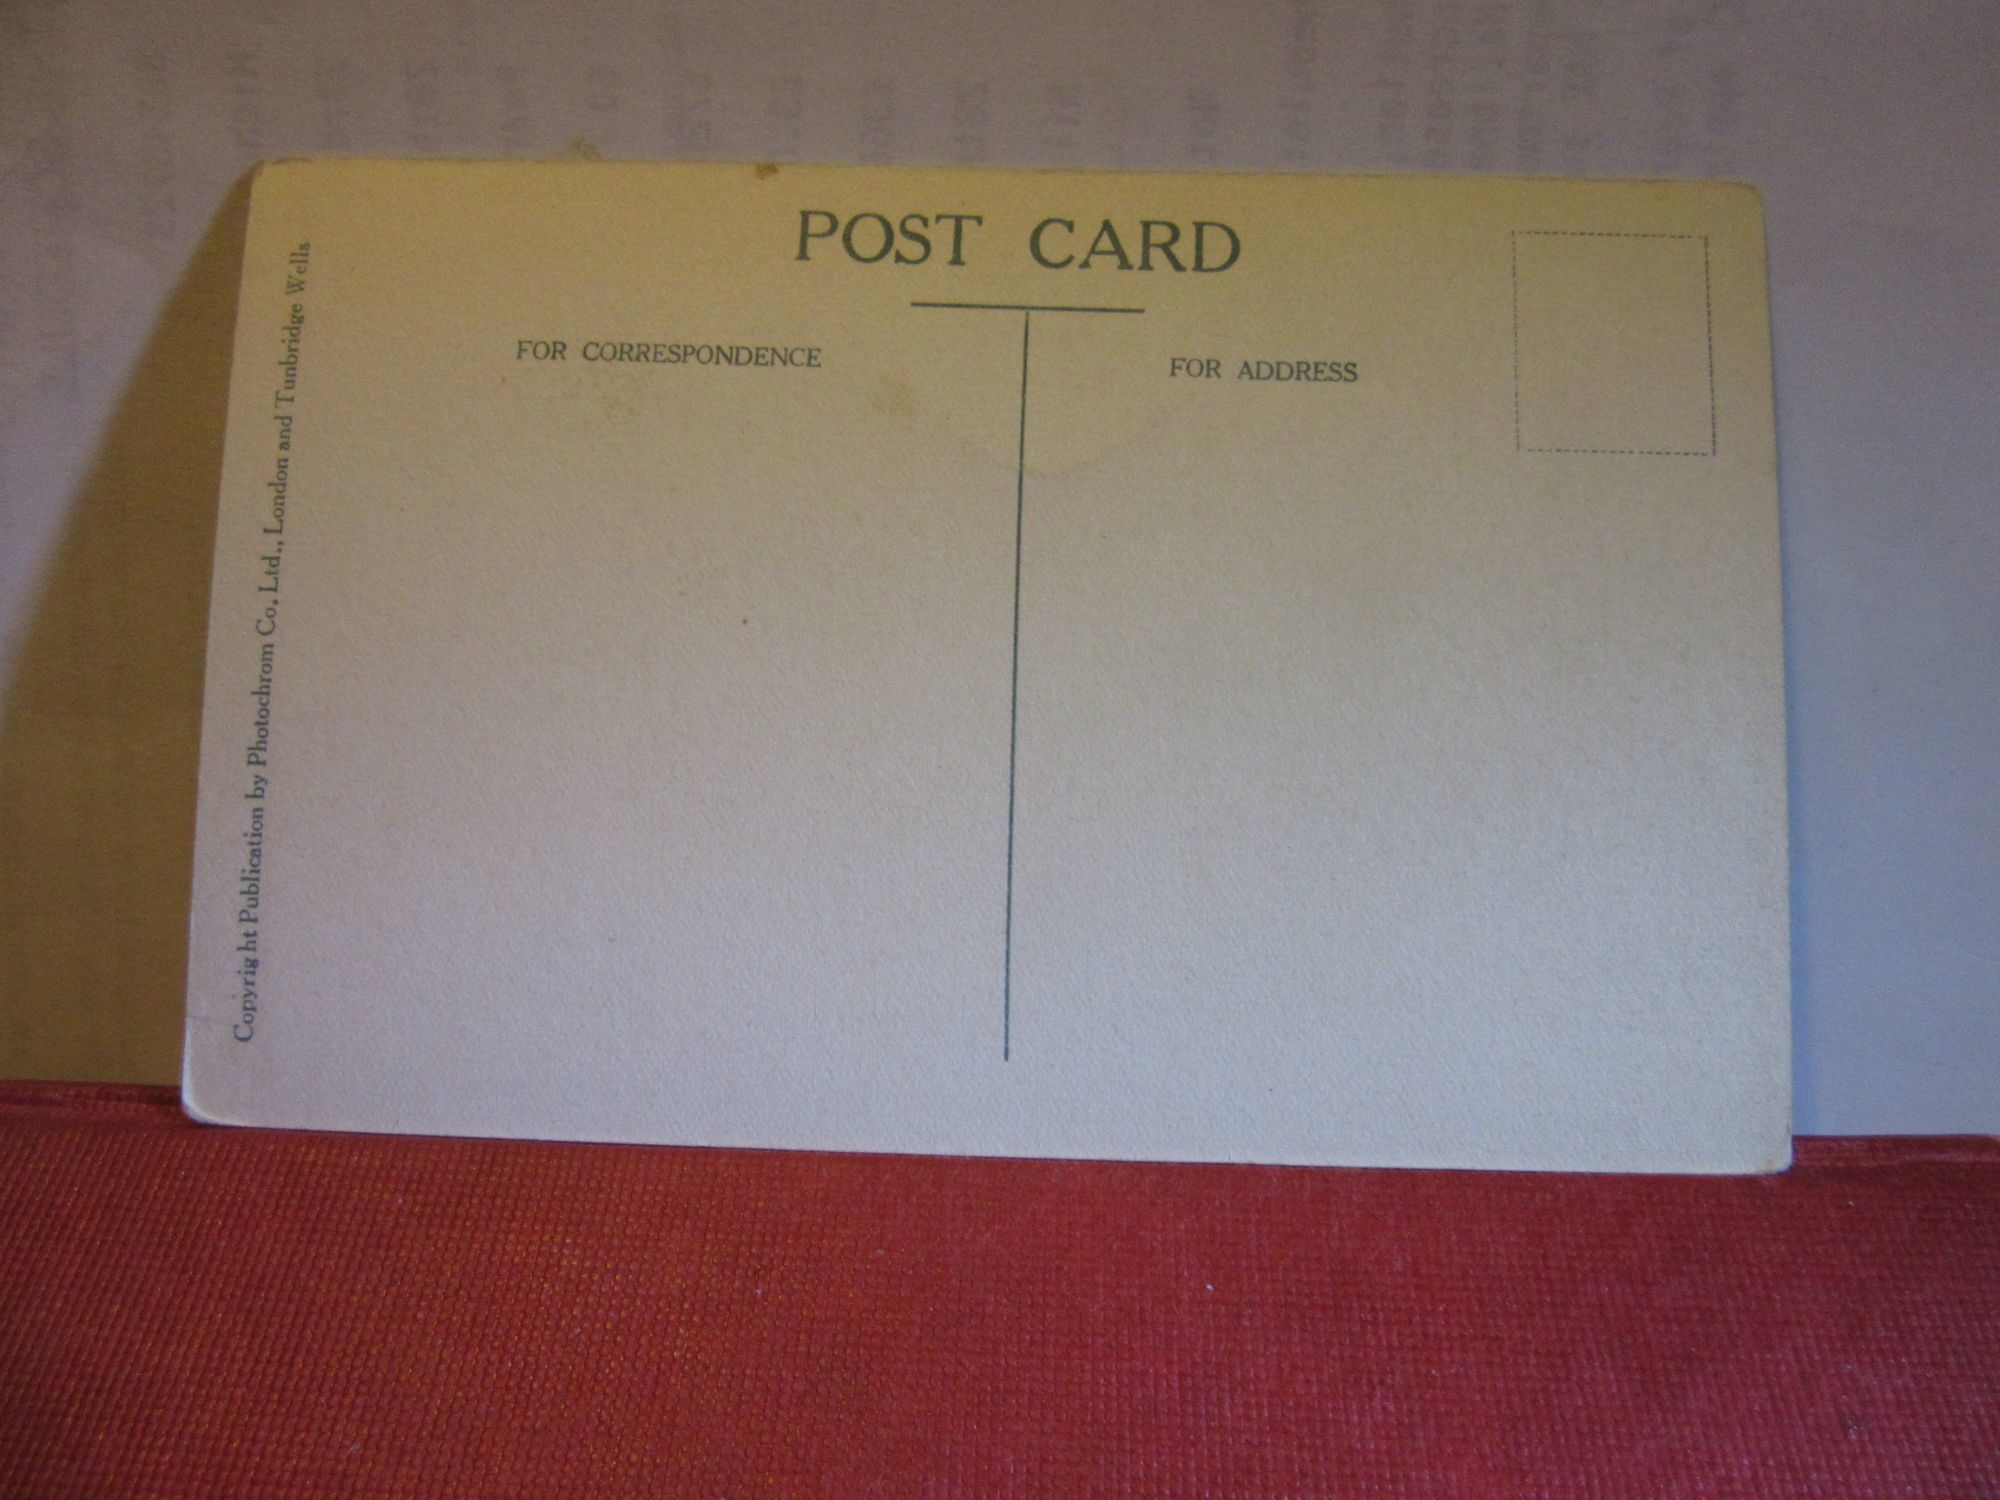 POST CARD
FOR CORRESPONDENCE
FOR ADDRESS
Copyright Publication by Photochrom Co. Ltd., London and Tunbridge Wells